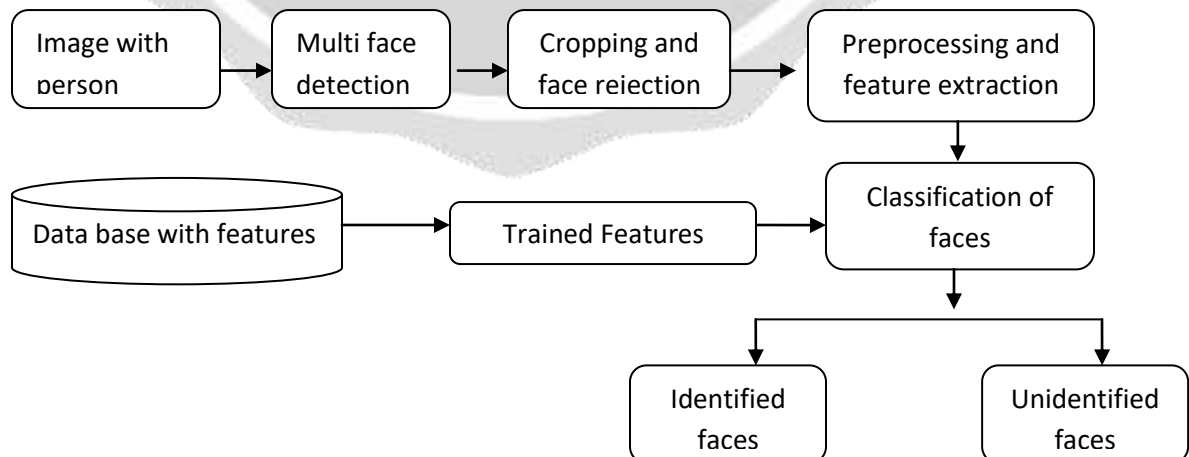 Image with
person
Multi face
detection
Cropping and
face rejection
Preprocessing and
feature extraction
Data base with features
Trained Features
Classification of
faces
Identified
faces
Unidentified
faces